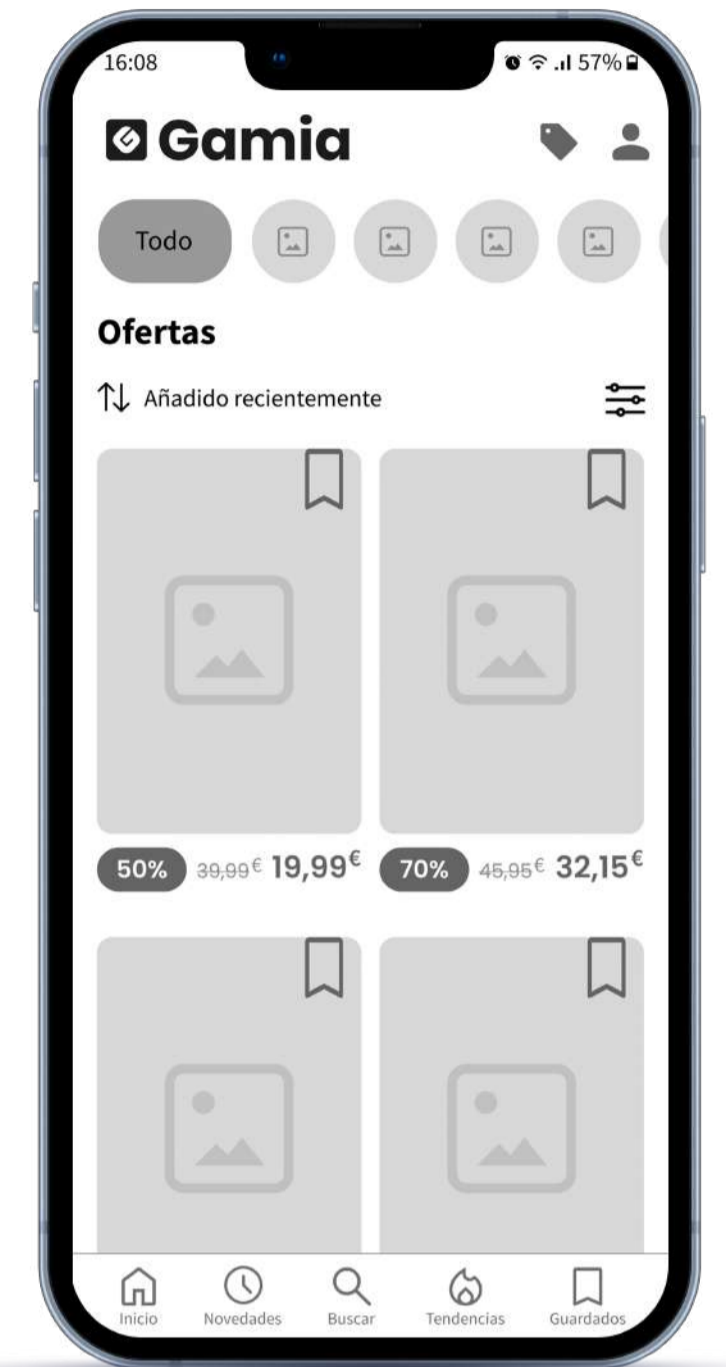 16:08 57%
Gamia
Todo
Ofertas
Añadido recientemente
50% 39,99€ 19,99€ 70% 45,95€ 32,15€
Inicio Novedades Buscar Tendencias Guardados